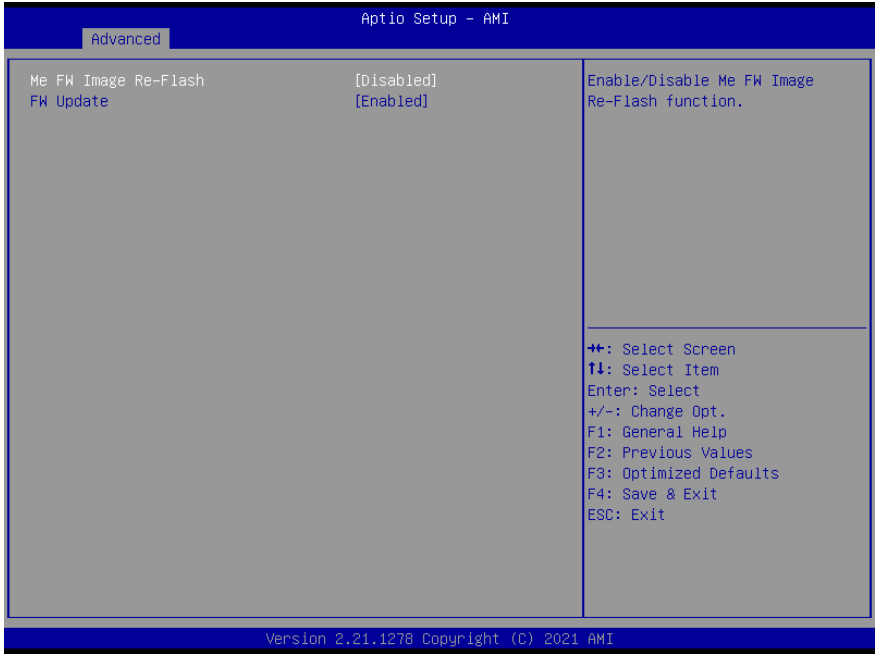 Aptio Setup – AMI
Advanced
Me FW Image Re–Flash [Disabled]
FW Update [Enabled]
Enable/Disable Me FW Image
Re–Flash function.
→←: Select Screen
↑↓: Select Item
Enter: Select
+/–: Change Opt.
F1: General Help
F2: Previous Values
F3: Optimized Defaults
F4: Save & Exit
ESC: Exit
Version 2.21.1278 Copyright (C) 2021 AMI